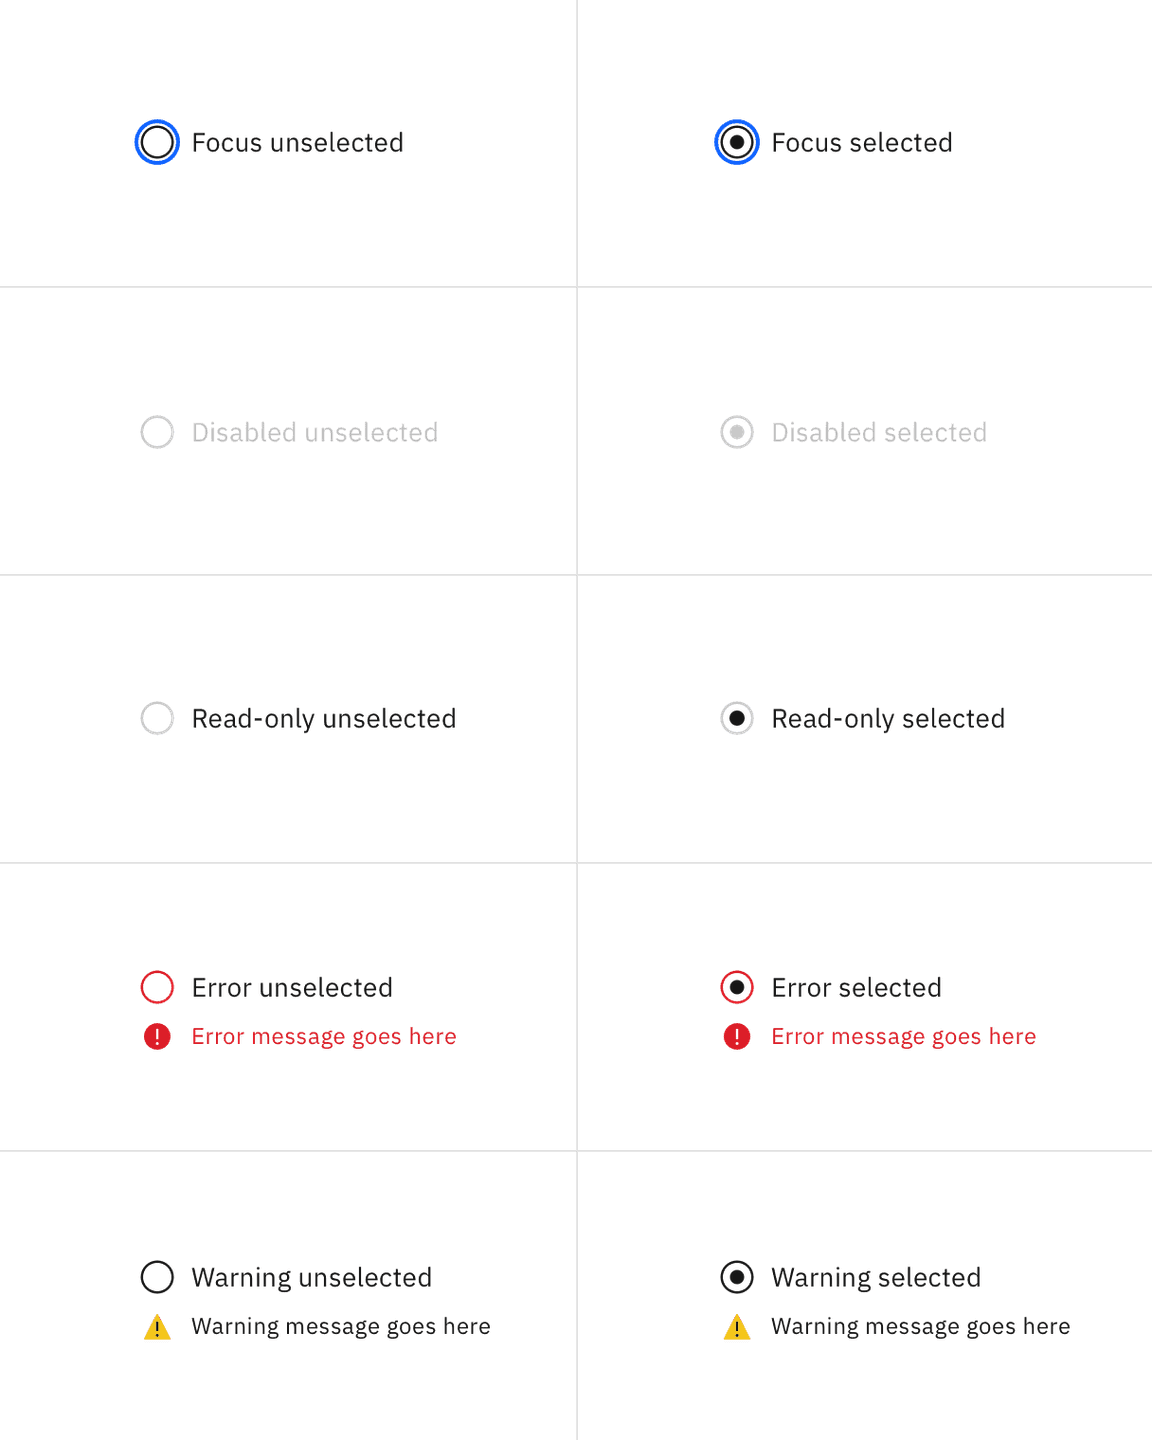 Focus unselected
Focus selected
Disabled unselected
Disabled selected
Read-only unselected
Read-only selected
Error unselected
Error message goes here
Error selected
Error message goes here
Warning unselected
Warning message goes here
Warning selected
Warning message goes here